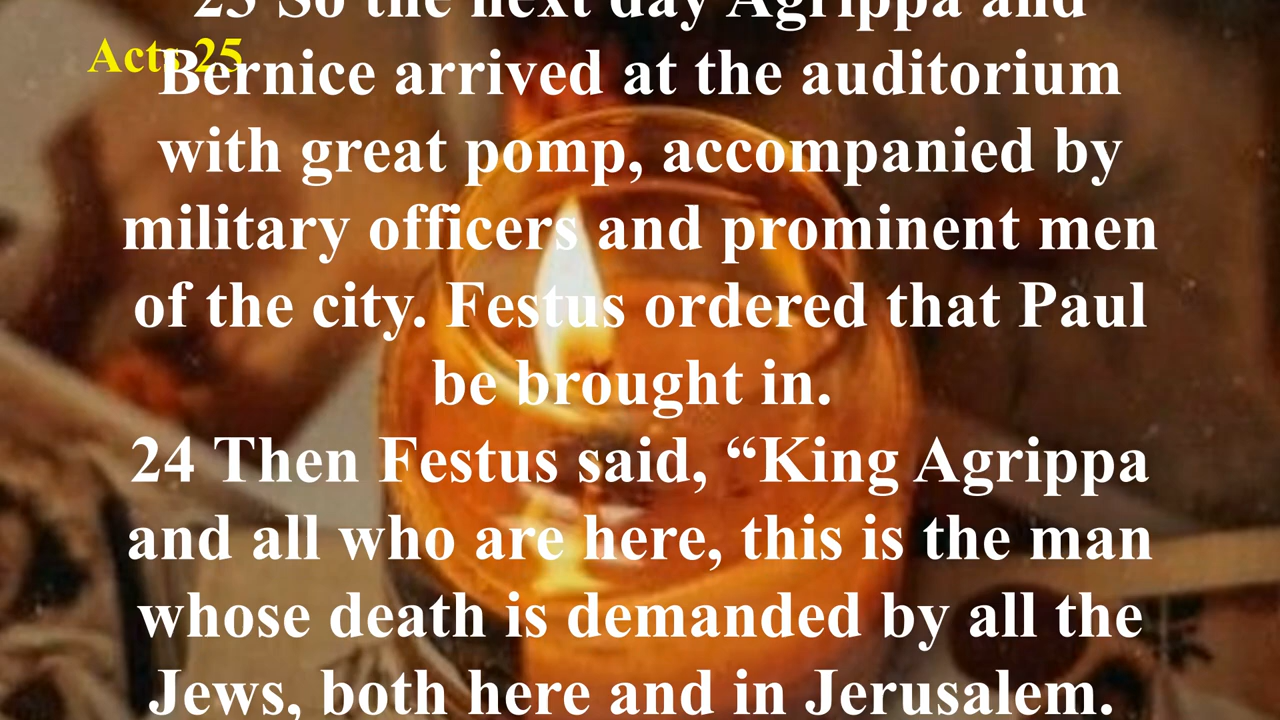 Acts 25
23 So the next day Agrippa and
Bernice arrived at the auditorium
with great pomp, accompanied by
military officers and prominent men
of the city. Festus ordered that Paul
be brought in.
24 Then Festus said, “King Agrippa
and all who are here, this is the man
whose death is demanded by all the
Jews, both here and in Jerusalem.